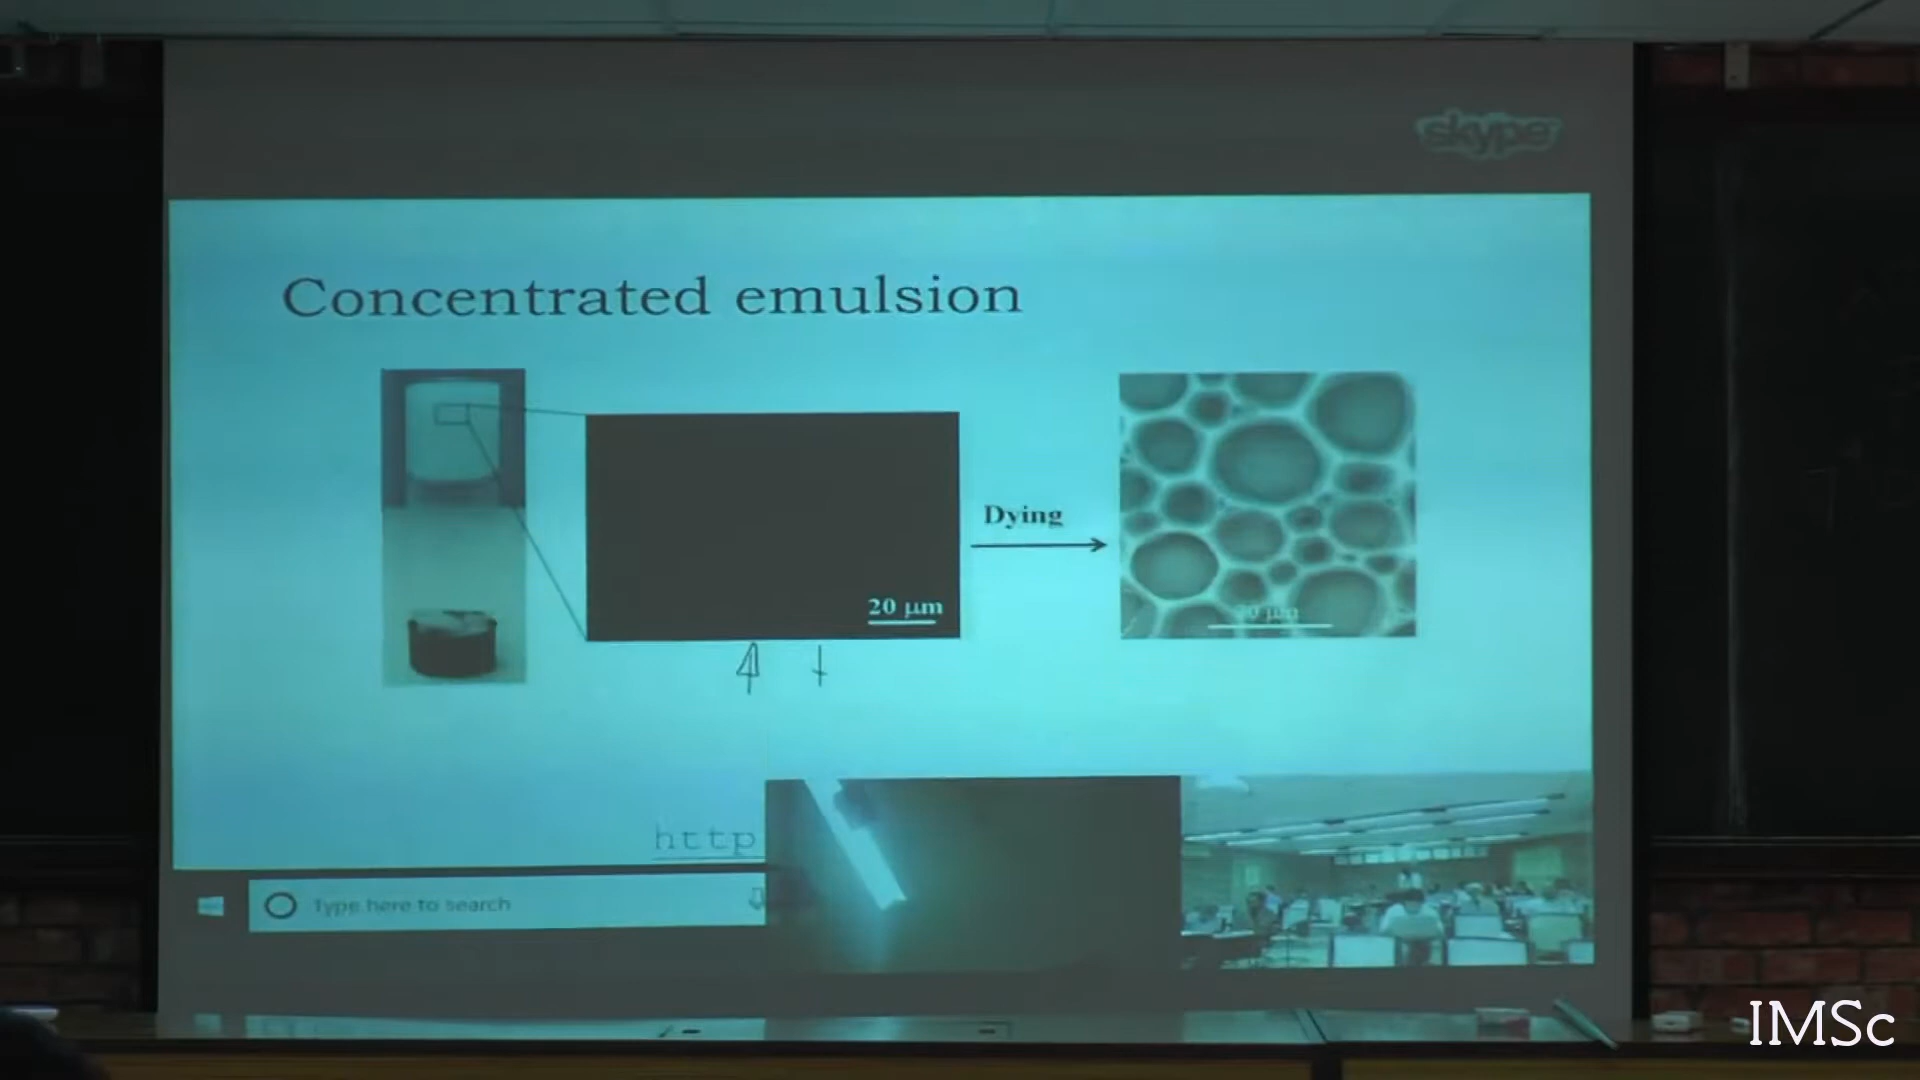 skype
Concentrated emulsion
Dying
20 μm
20 μm
http
Type here to search
IMSc